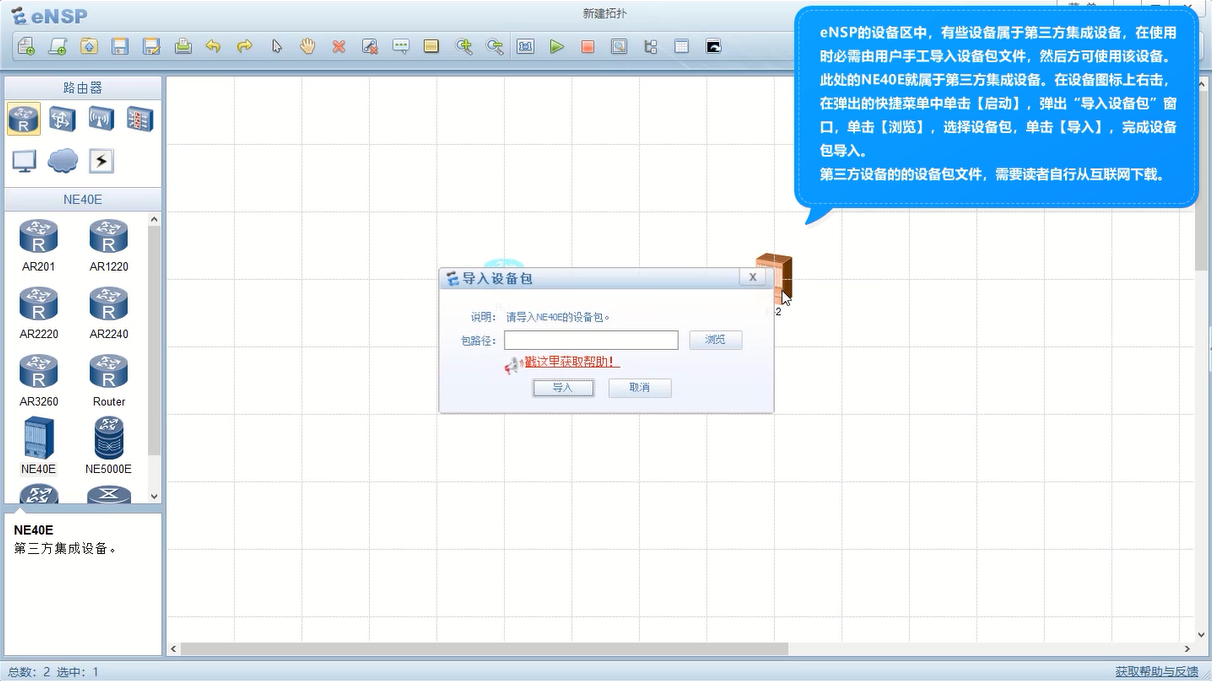 eNSP
新建拓扑
路由器
NE40E
AR201
AR1220
AR2220
AR2240
AR3260
Router
NE40E
NE5000E
NE40E
第三方集成设备。
eNSP的设备区中，有些设备属于第三方集成设备，在使用
时必需由用户手工导入设备包文件，然后方可使用该设备。
此处的NE40E就属于第三方集成设备。在设备图标上右击，
在弹出的快捷菜单中单击【启动】，弹出“导入设备包”窗
口，单击【浏览】，选择设备包，单击【导入】，完成设备
包导入。
第三方设备的的设备包文件，需要读者自行从互联网下载。
导入设备包
X
说明： 请导入NE40E的设备包。
包路径：
浏览
戳这里获取帮助！
导入
取消
总数：2 选中：1
获取帮助与反馈